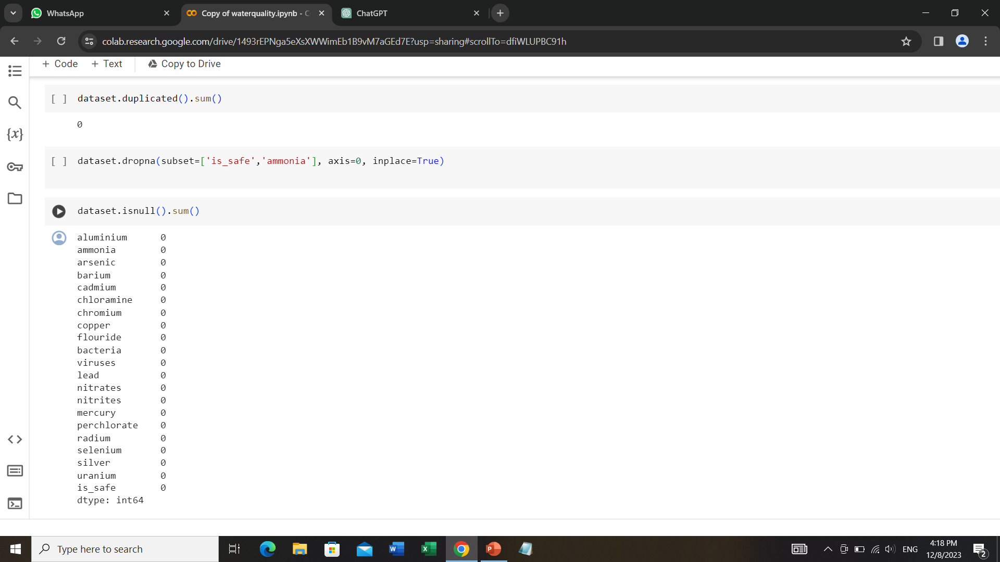 WhatsApp
Copy of waterquality.ipynb - C
ChatGPT
colab.research.google.com/drive/1493rEPNga5eXsXWWimEb1B9vM7aGEd7E?usp=sharing#scrollTo=dfiWLUPBC91h
+ Code + Text Copy to Drive
[ ] dataset.duplicated().sum()
0
[ ] dataset.dropna(subset=['is_safe','ammonia'], axis=0, inplace=True)
{x}
dataset.isnull().sum()
aluminium 0
ammonia 0
arsenic 0
barium 0
cadmium 0
chloramine 0
chromium 0
copper 0
flouride 0
bacteria 0
viruses 0
lead 0
nitrates 0
nitrites 0
mercury 0
perchlorate 0
radium 0
selenium 0
silver 0
uranium 0
is_safe 0
dtype: int64
Type here to search
ENG
4:18 PM
12/8/2023
2